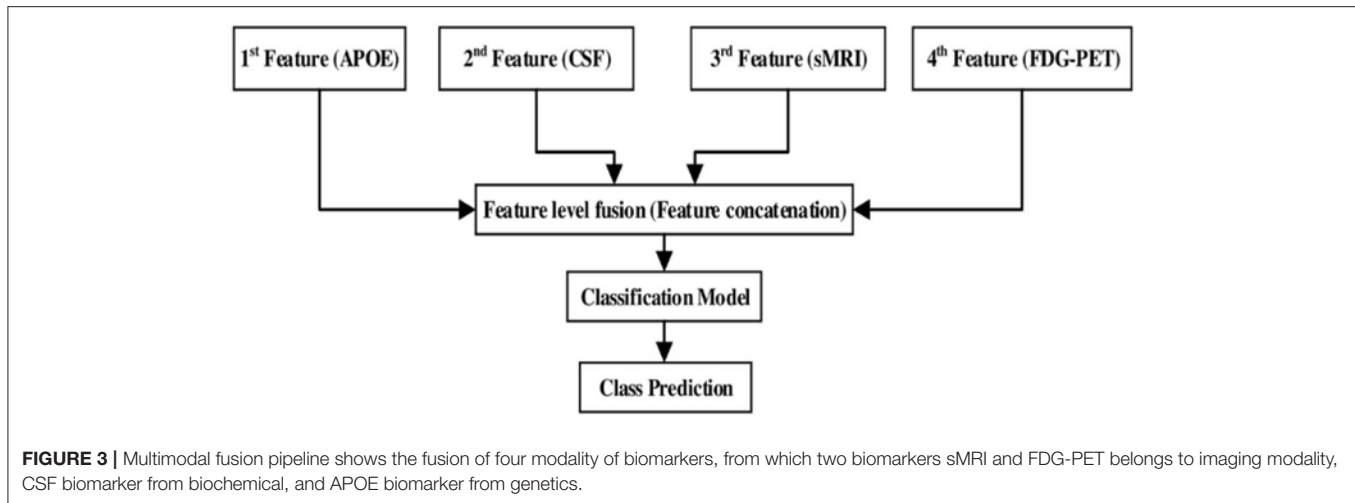 1st Feature (APOE)
2nd Feature (CSF)
3rd Feature (sMRI)
4th Feature (FDG-PET)
Feature level fusion (Feature concatenation)
Classification Model
Class Prediction
FIGURE 3 | Multimodal fusion pipeline shows the fusion of four modality of biomarkers, from which two biomarkers sMRI and FDG-PET belongs to imaging modality,
CSF biomarker from biochemical, and APOE biomarker from genetics.